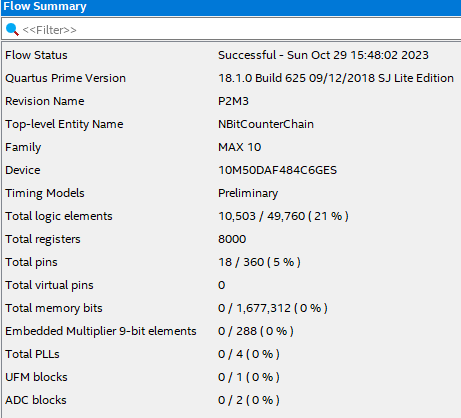 Flow Summary
<<Filter>>
Flow Status Successful - Sun Oct 29 15:48:02 2023
Quartus Prime Version 18.1.0 Build 625 09/12/2018 SJ Lite Edition
Revision Name P2M3
Top-level Entity Name NBitCounterChain
Family MAX 10
Device 10M50DAF484C6GES
Timing Models Preliminary
Total logic elements 10,503 / 49,760 ( 21 % )
Total registers 8000
Total pins 18 / 360 ( 5 % )
Total virtual pins 0
Total memory bits 0 / 1,677,312 ( 0 % )
Embedded Multiplier 9-bit elements 0 / 288 ( 0 % )
Total PLLs 0 / 4 ( 0 % )
UFM blocks 0 / 1 ( 0 % )
ADC blocks 0 / 2 ( 0 % )